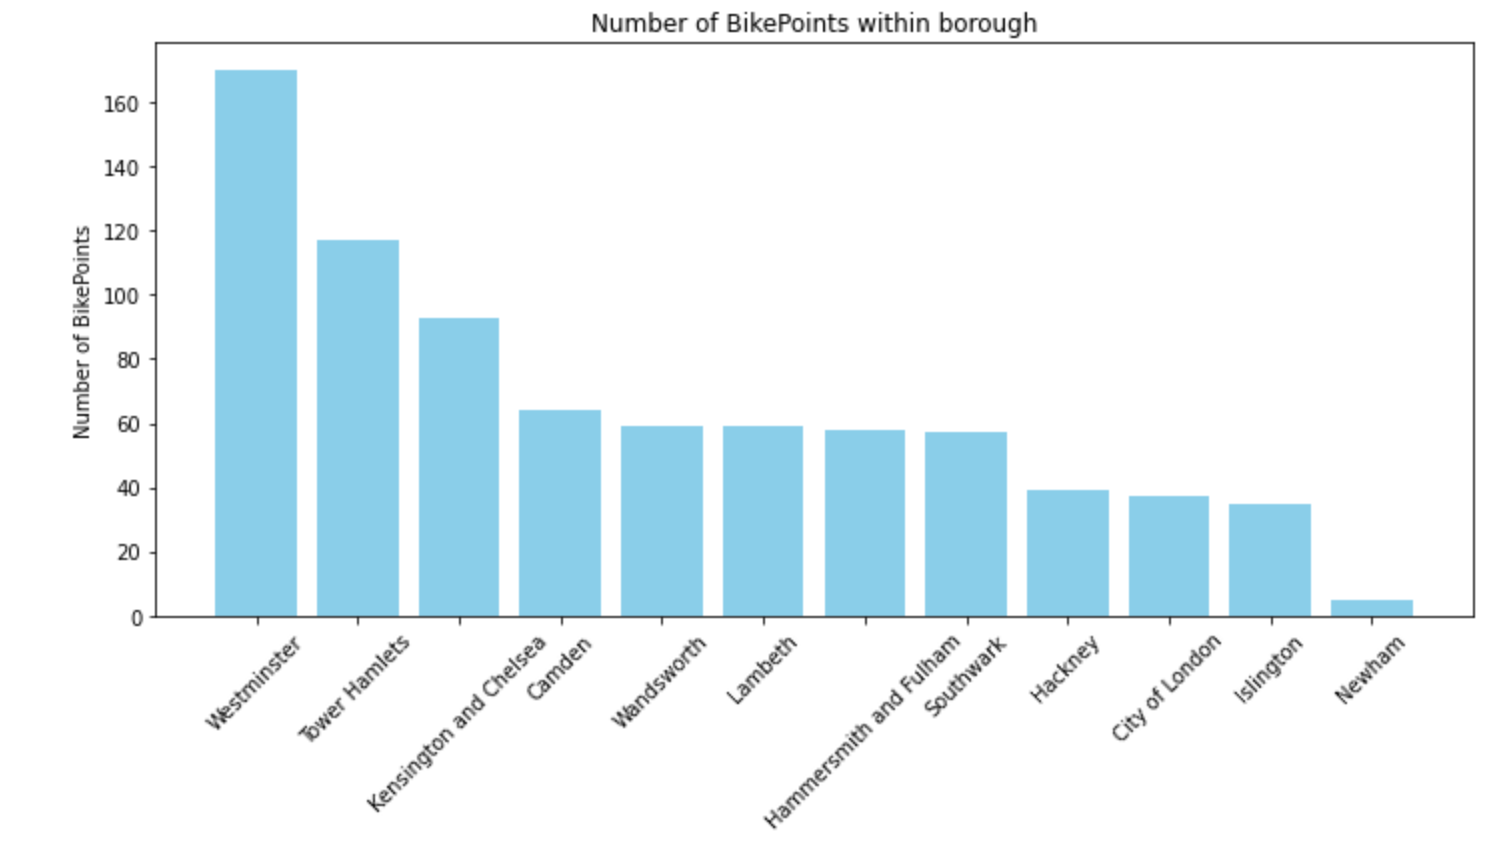 Number of BikePoints within borough
Number of BikePoints
160
140
120
100
80
60
40
20
0
Westminster
Tower Hamlets
Kensington and Chelsea
Camden
Wandsworth
Lambeth
Hammersmith and Fulham
Southwark
Hackney
City of London
Islington
Newham